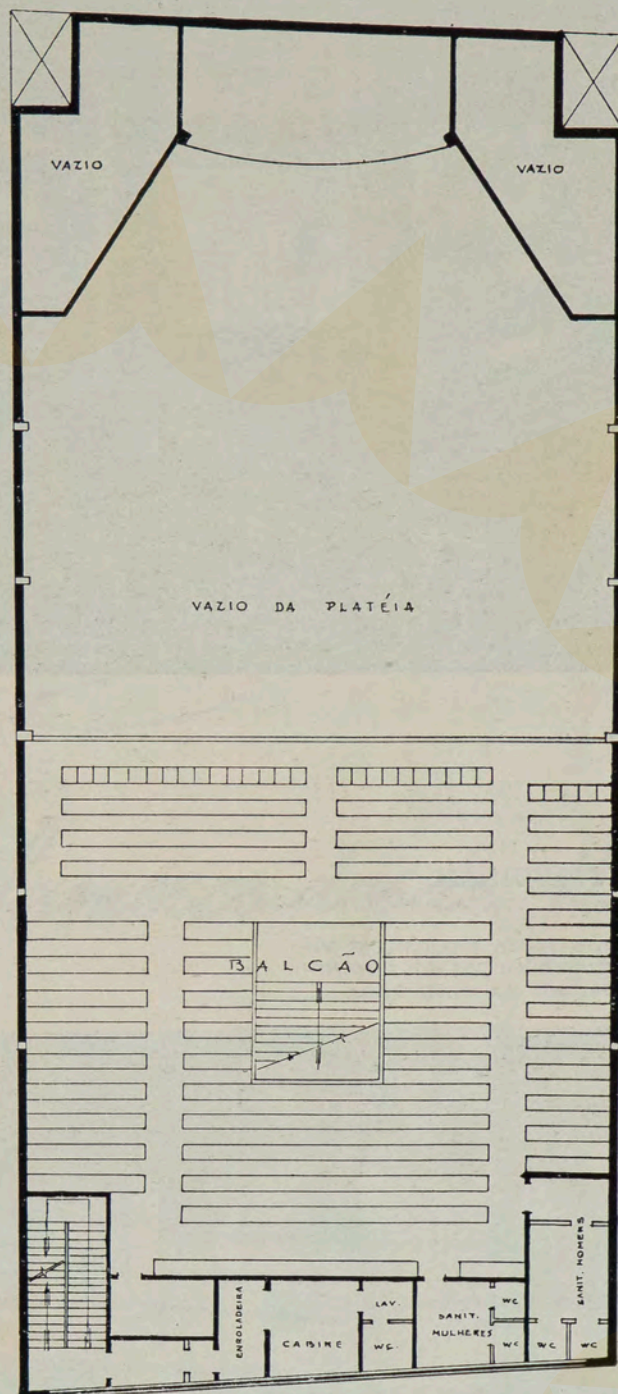 VAZIO
VAZIO
VAZIO DA PLATÉIA
BALCÃO
SANIT. HOMENS
ENROLADEIRA
LAV.
CABINE
WC.
SANIT.
MULHERES
WC
WC
WC
WC